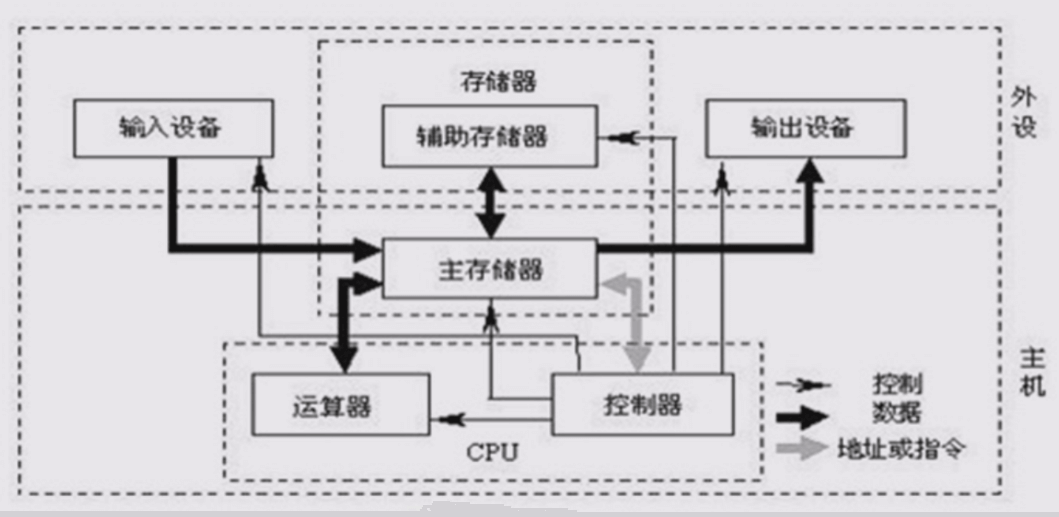 存储器
输入设备
辅助存储器
输出设备
外设
主存储器
运算器
控制器
CPU
主机
控制
数据
地址或指令